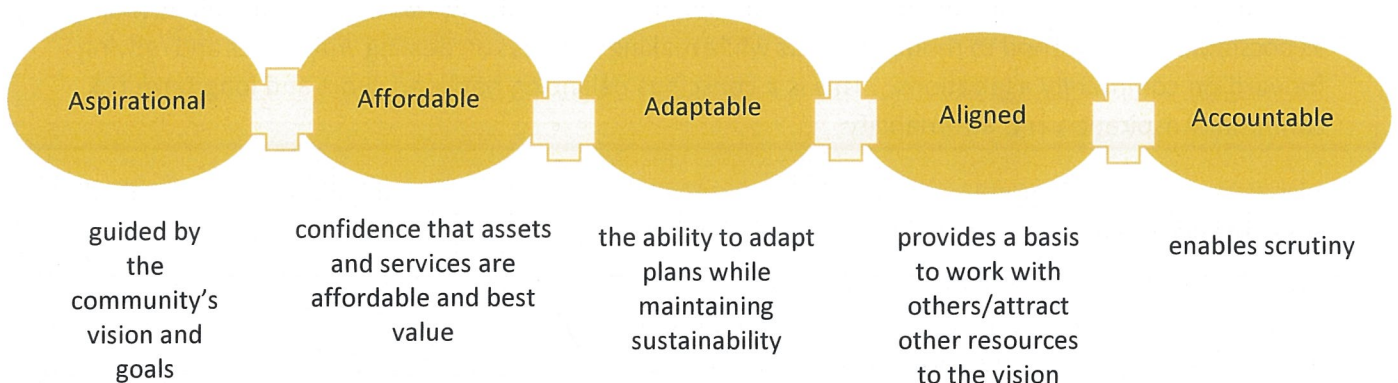 Aspirational
guided by
the
community's
vision and
goals
Affordable
confidence that assets
and services are
affordable and best
value
Adaptable
the ability to adapt
plans while
maintaining
sustainability
Aligned
provides a basis
to work with
others/attract
other resources
to the vision
Accountable
enables scrutiny